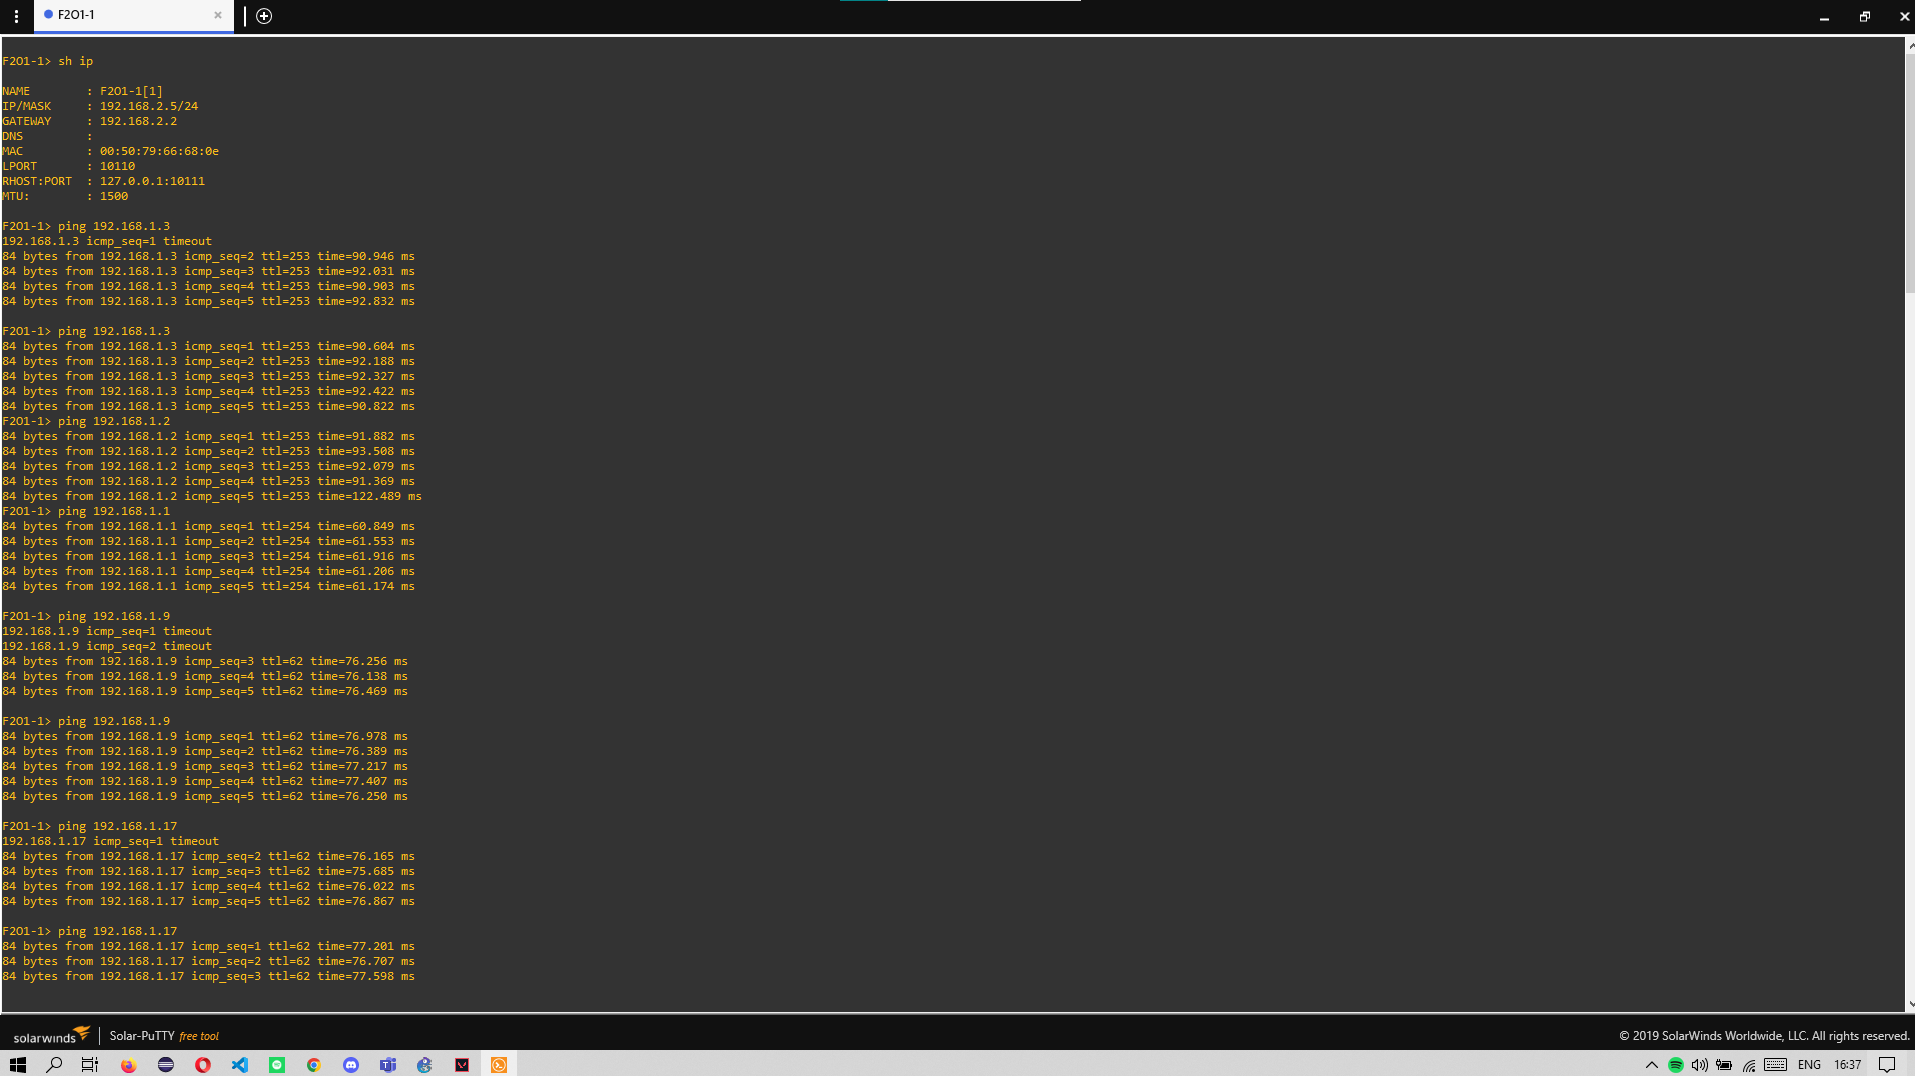 F2O1-1
F2O1-1> sh ip
NAME : F2O1-1[1]
IP/MASK : 192.168.2.5/24
GATEWAY : 192.168.2.2
DNS :
MAC : 00:50:79:66:68:0e
LPORT : 10110
RHOST:PORT : 127.0.0.1:10111
MTU: : 1500
F2O1-1> ping 192.168.1.3
192.168.1.3 icmp_seq=1 timeout
84 bytes from 192.168.1.3 icmp_seq=2 ttl=253 time=90.946 ms
84 bytes from 192.168.1.3 icmp_seq=3 ttl=253 time=92.031 ms
84 bytes from 192.168.1.3 icmp_seq=4 ttl=253 time=90.903 ms
84 bytes from 192.168.1.3 icmp_seq=5 ttl=253 time=92.832 ms
F2O1-1> ping 192.168.1.3
84 bytes from 192.168.1.3 icmp_seq=1 ttl=253 time=90.604 ms
84 bytes from 192.168.1.3 icmp_seq=2 ttl=253 time=92.188 ms
84 bytes from 192.168.1.3 icmp_seq=3 ttl=253 time=92.327 ms
84 bytes from 192.168.1.3 icmp_seq=4 ttl=253 time=92.422 ms
84 bytes from 192.168.1.3 icmp_seq=5 ttl=253 time=90.822 ms
F2O1-1> ping 192.168.1.2
84 bytes from 192.168.1.2 icmp_seq=1 ttl=253 time=91.882 ms
84 bytes from 192.168.1.2 icmp_seq=2 ttl=253 time=93.508 ms
84 bytes from 192.168.1.2 icmp_seq=3 ttl=253 time=92.079 ms
84 bytes from 192.168.1.2 icmp_seq=4 ttl=253 time=91.369 ms
84 bytes from 192.168.1.2 icmp_seq=5 ttl=253 time=122.489 ms
F2O1-1> ping 192.168.1.1
84 bytes from 192.168.1.1 icmp_seq=1 ttl=254 time=60.849 ms
84 bytes from 192.168.1.1 icmp_seq=2 ttl=254 time=61.553 ms
84 bytes from 192.168.1.1 icmp_seq=3 ttl=254 time=61.916 ms
84 bytes from 192.168.1.1 icmp_seq=4 ttl=254 time=61.206 ms
84 bytes from 192.168.1.1 icmp_seq=5 ttl=254 time=61.174 ms
F2O1-1> ping 192.168.1.9
192.168.1.9 icmp_seq=1 timeout
192.168.1.9 icmp_seq=2 timeout
84 bytes from 192.168.1.9 icmp_seq=3 ttl=62 time=76.256 ms
84 bytes from 192.168.1.9 icmp_seq=4 ttl=62 time=76.138 ms
84 bytes from 192.168.1.9 icmp_seq=5 ttl=62 time=76.469 ms
F2O1-1> ping 192.168.1.9
84 bytes from 192.168.1.9 icmp_seq=1 ttl=62 time=76.978 ms
84 bytes from 192.168.1.9 icmp_seq=2 ttl=62 time=76.389 ms
84 bytes from 192.168.1.9 icmp_seq=3 ttl=62 time=77.217 ms
84 bytes from 192.168.1.9 icmp_seq=4 ttl=62 time=77.407 ms
84 bytes from 192.168.1.9 icmp_seq=5 ttl=62 time=76.250 ms
F2O1-1> ping 192.168.1.17
192.168.1.17 icmp_seq=1 timeout
84 bytes from 192.168.1.17 icmp_seq=2 ttl=62 time=76.165 ms
84 bytes from 192.168.1.17 icmp_seq=3 ttl=62 time=75.685 ms
84 bytes from 192.168.1.17 icmp_seq=4 ttl=62 time=76.022 ms
84 bytes from 192.168.1.17 icmp_seq=5 ttl=62 time=76.867 ms
F2O1-1> ping 192.168.1.17
84 bytes from 192.168.1.17 icmp_seq=1 ttl=62 time=77.201 ms
84 bytes from 192.168.1.17 icmp_seq=2 ttl=62 time=76.707 ms
84 bytes from 192.168.1.17 icmp_seq=3 ttl=62 time=77.598 ms
solarwinds Solar-PuTTY free tool © 2019 SolarWinds Worldwide, LLC. All rights reserved.
ENG 16:37